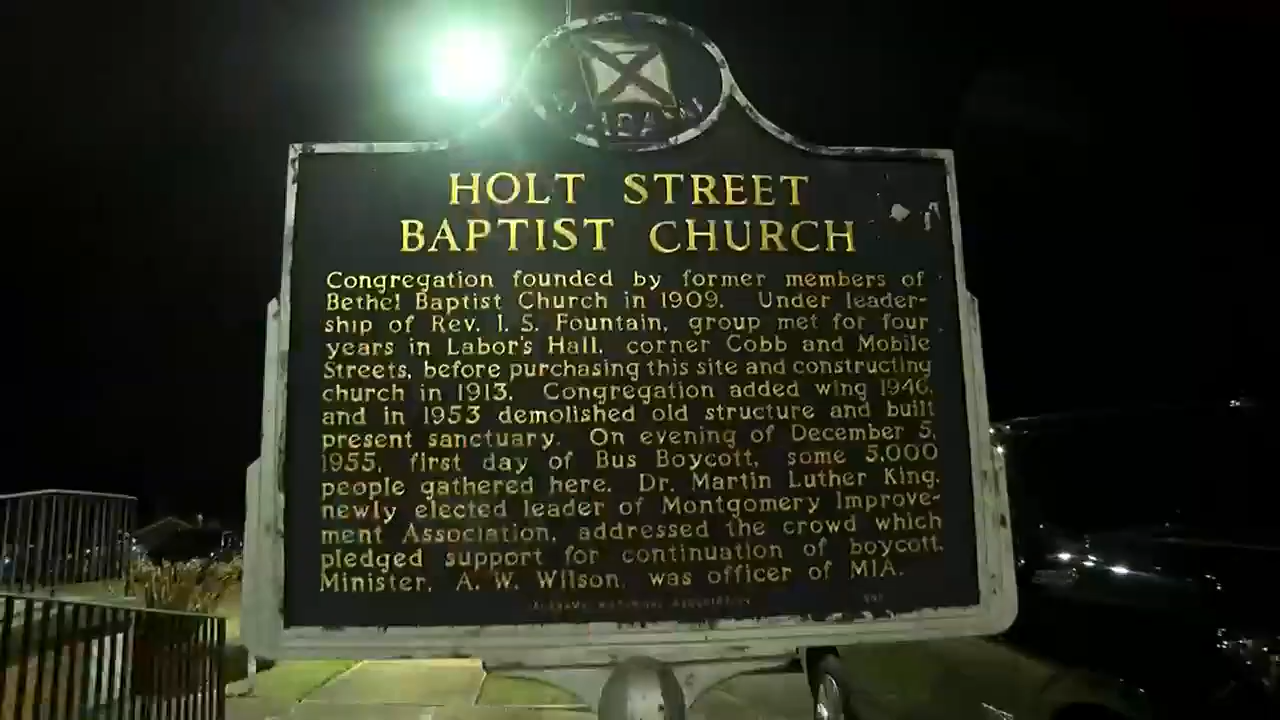 HOLT STREET
BAPTIST CHURCH
Congregation founded by former members of
Bethel Baptist Church in 1909. Under leader-
ship of Rev. I. S. Fountain, group met for four
years in Labor's Hall, corner Cobb and Mobile
Streets, before purchasing this site and constructing
church in 1913. Congregation added wing 1946,
and in 1953 demolished old structure and built
present sanctuary. On evening of December 5,
1955, first day of Bus Boycott, some 5,000
people gathered here. Dr. Martin Luther King,
newly elected leader of Montgomery Improve-
ment Association, addressed the crowd which
pledged support for continuation of boycott.
Minister, A. W. Wilson, was officer of MIA.
ALABAMA HISTORICAL ASSOCIATION